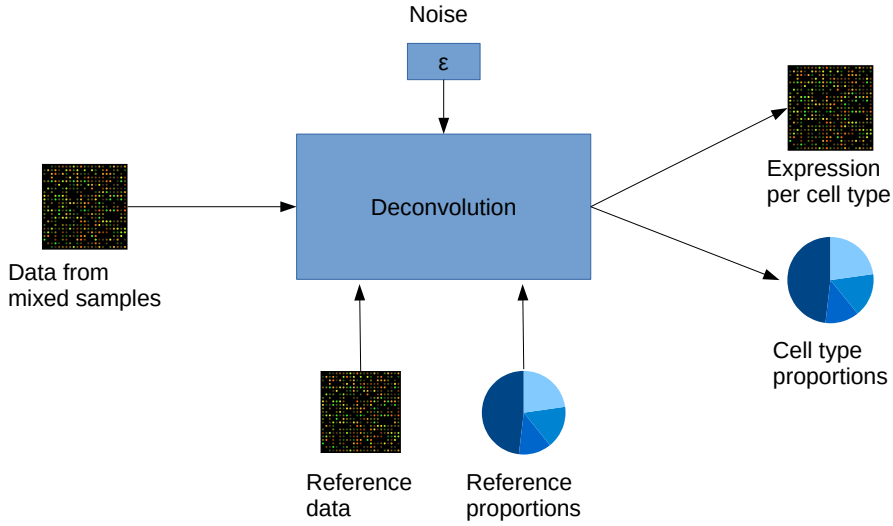 Noise
ε
Deconvolution
Data from
mixed samples
Expression
per cell type
Cell type
proportions
Reference
data
Reference
proportions